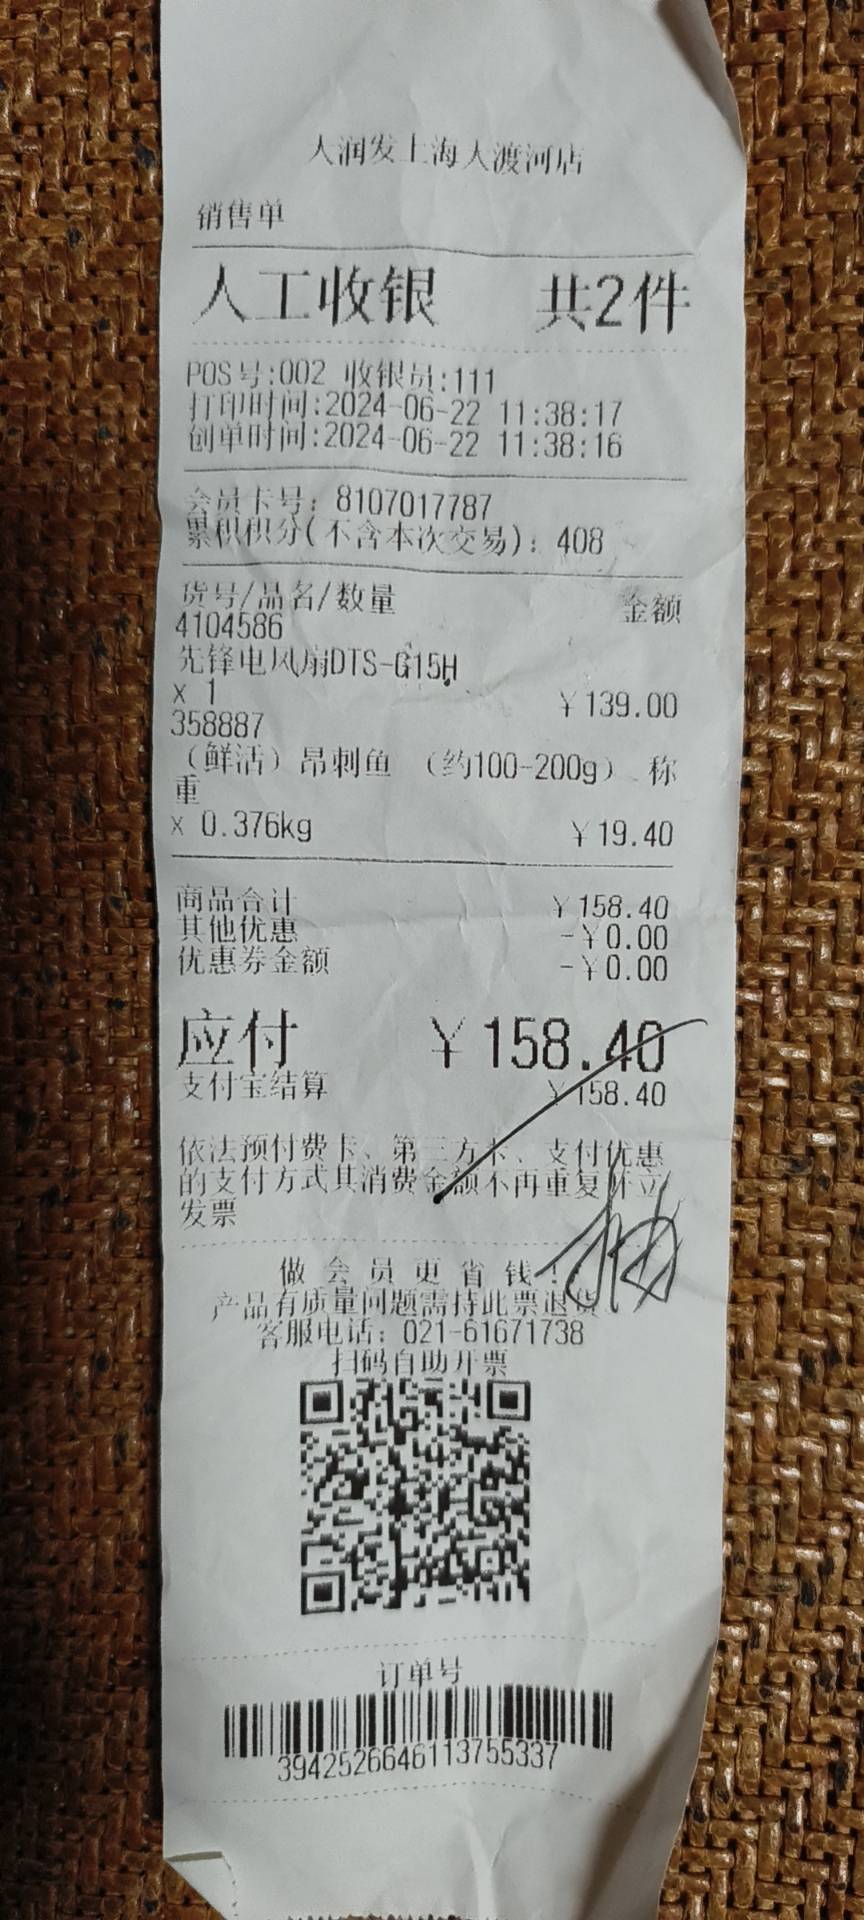 大润发上海大渡河店
销售单
人工收银 共2件
POS号:002 收银员:111
打印时间:2024-06-22 11:38:17
创单时间:2024-06-22 11:38:16
会员卡号: 8107017787
累积积分(不含本次交易): 408
货号/品名/数量 金额
4104586
先锋电风扇DTS-G15H
x 1 ￥139.00
358887
（鲜活）昂刺鱼 （约100-200g） 称
重
x 0.376kg ￥19.40
商品合计 ￥158.40
其他优惠 -￥0.00
优惠券金额 -￥0.00
应付 ￥158.40
支付宝结算 ￥158.40
依法预付费卡、第三方卡、支付优惠
的支付方式其消费金额不再重复开立
发票
做会员更省钱!
产品有质量问题需持此票退货
客服电话: 021-61671738
扫码自助开票
订单号
3942526646113755337